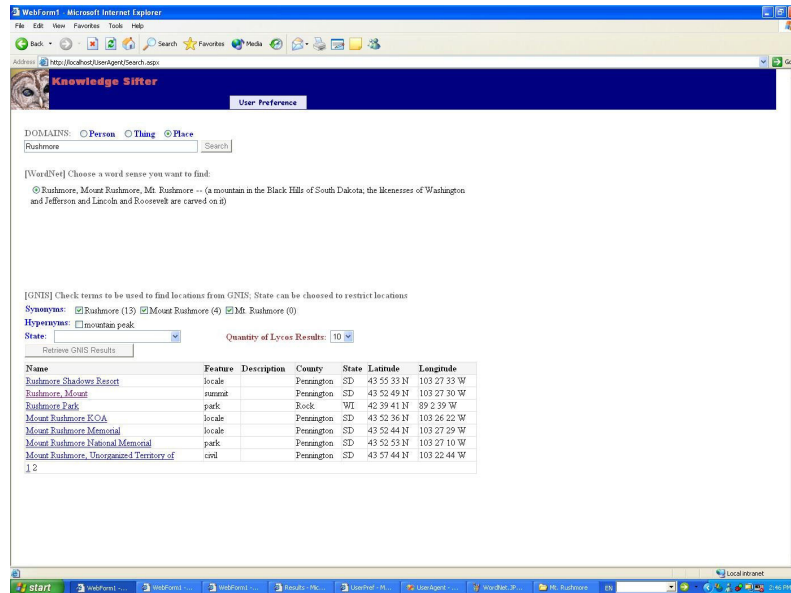 WebForm1 - Microsoft Internet Explorer
File Edit View Favorites Tools Help
Back Search Favorites Media
Address http://localhost/UserAgent/Search.aspx Go
Knowledge Sifter
User Preference
DOMAINS: Person Thing Place
Rushmore Search
[WordNet] Choose a word sense you want to find:
Rushmore, Mount Rushmore, Mt. Rushmore -- (a mountain in the Black Hills of South Dakota; the likenesses of Washington
and Jefferson and Lincoln and Roosevelt are carved on it)
[GNIS] Check terms to be used to find locations from GNIS; State can be choosed to restrict locations
Synonyms: Rushmore (13) Mount Rushmore (4) Mt. Rushmore (0)
Hypernyms: mountain peak
State: Quantity of Lycos Results: 10
Retrieve GNIS Results
Name Feature Description County State Latitude Longitude
Rushmore Shadows Resort locale Pennington SD 43 55 33 N 103 27 33 W
Rushmore, Mount summit Pennington SD 43 52 49 N 103 27 30 W
Rushmore Park park Rock WI 42 39 41 N 89 2 39 W
Mount Rushmore KOA locale Pennington SD 43 52 36 N 103 26 22 W
Mount Rushmore Memorial locale Pennington SD 43 52 44 N 103 27 29 W
Mount Rushmore National Memorial park Pennington SD 43 52 53 N 103 27 10 W
Mount Rushmore, Unorganized Territory of civil Pennington SD 43 57 44 N 103 22 44 W
1 2
Local intranet
start WebForm1 -... WebForm1 -... WebForm1 -... Results - Mic... UserPref - M... UserAgent -... WordNet.JP... Mt. Rushmore EN 2:46 PM